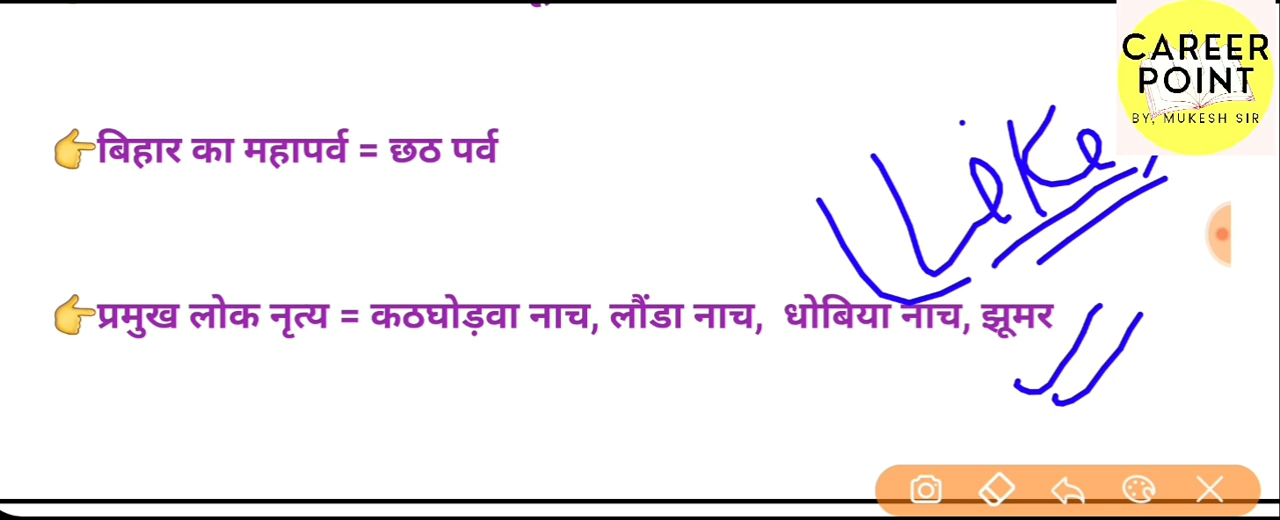 CAREER
POINT
BY, MUKESH SIR
👉बिहार का महापर्व = छठ पर्व
Like
👉प्रमुख लोक नृत्य = कठघोड़वा नाच, लौंडा नाच, धोबिया नाच, झूमर